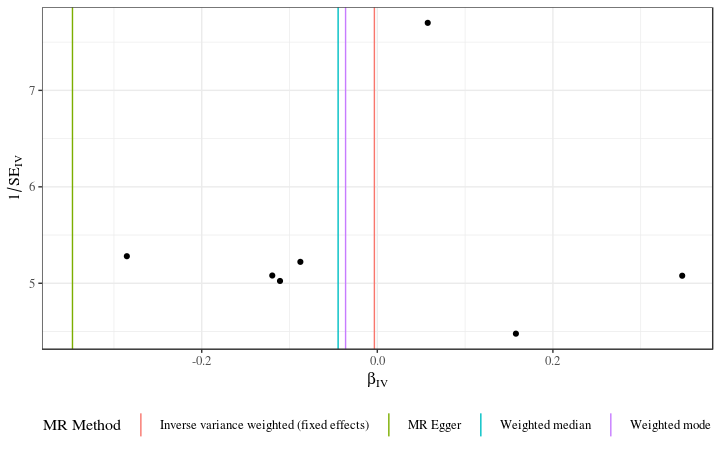 7
6
5
1/SE_IV
-0.2 0.0 0.2
β_IV
MR Method Inverse variance weighted (fixed effects) MR Egger Weighted median Weighted mode